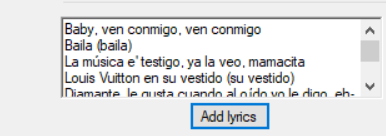 Baby, ven conmigo, ven conmigo
Baila (baila)
La música e' testigo, ya la veo, mamacita
Louis Vuitton en su vestido (su vestido)
Diamante, le gusta cuando al oído yo le digo, eh-
Add lyrics